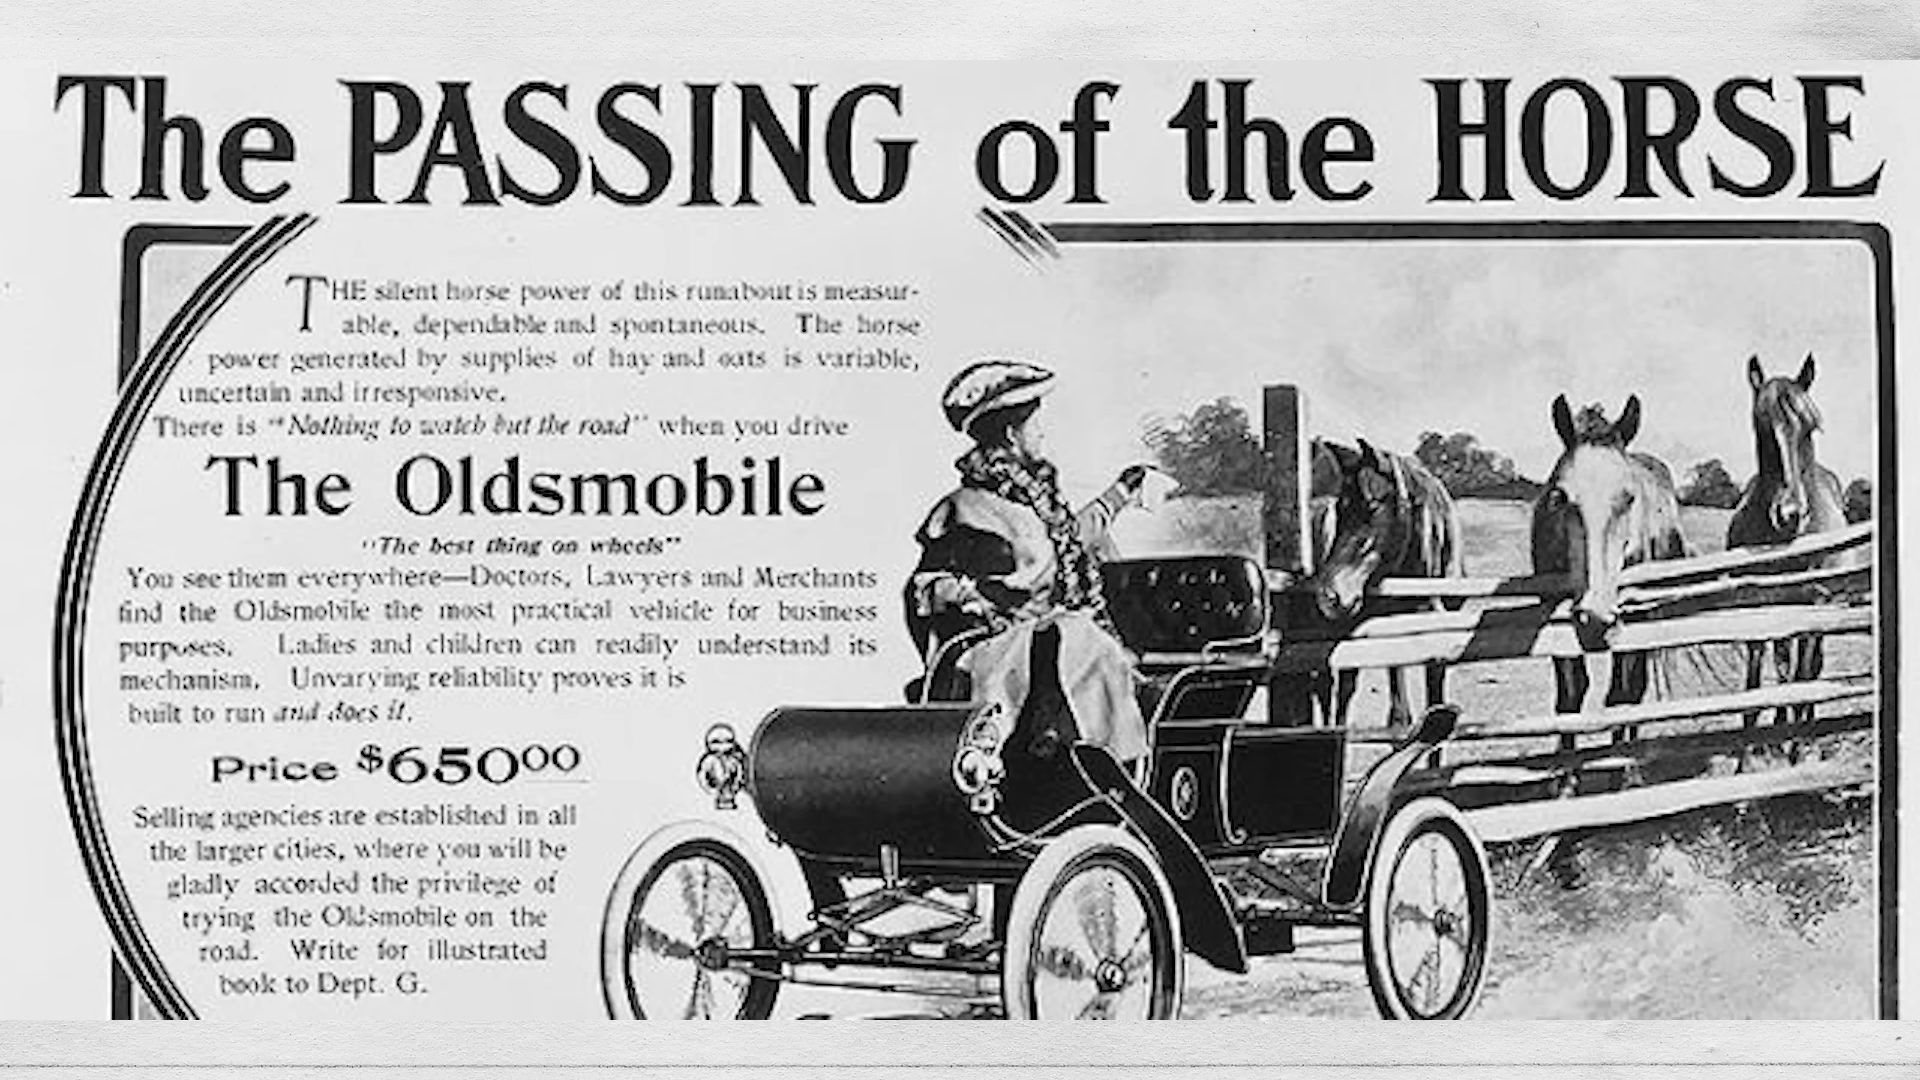 The PASSING of the HORSE
THE silent horse power of this runabout is measur-
able, dependable and spontaneous. The horse
power generated by supplies of hay and oats is variable,
uncertain and irresponsive.
There is "Nothing to watch but the road" when you drive
The Oldsmobile
"The best thing on wheels"
You see them everywhere—Doctors, Lawyers and Merchants
find the Oldsmobile the most practical vehicle for business
purposes. Ladies and children can readily understand its
mechanism. Unvarying reliability proves it is
built to run and does it.
Price $65000
Selling agencies are established in all
the larger cities, where you will be
gladly accorded the privilege of
trying the Oldsmobile on the
road. Write for illustrated
book to Dept. G.